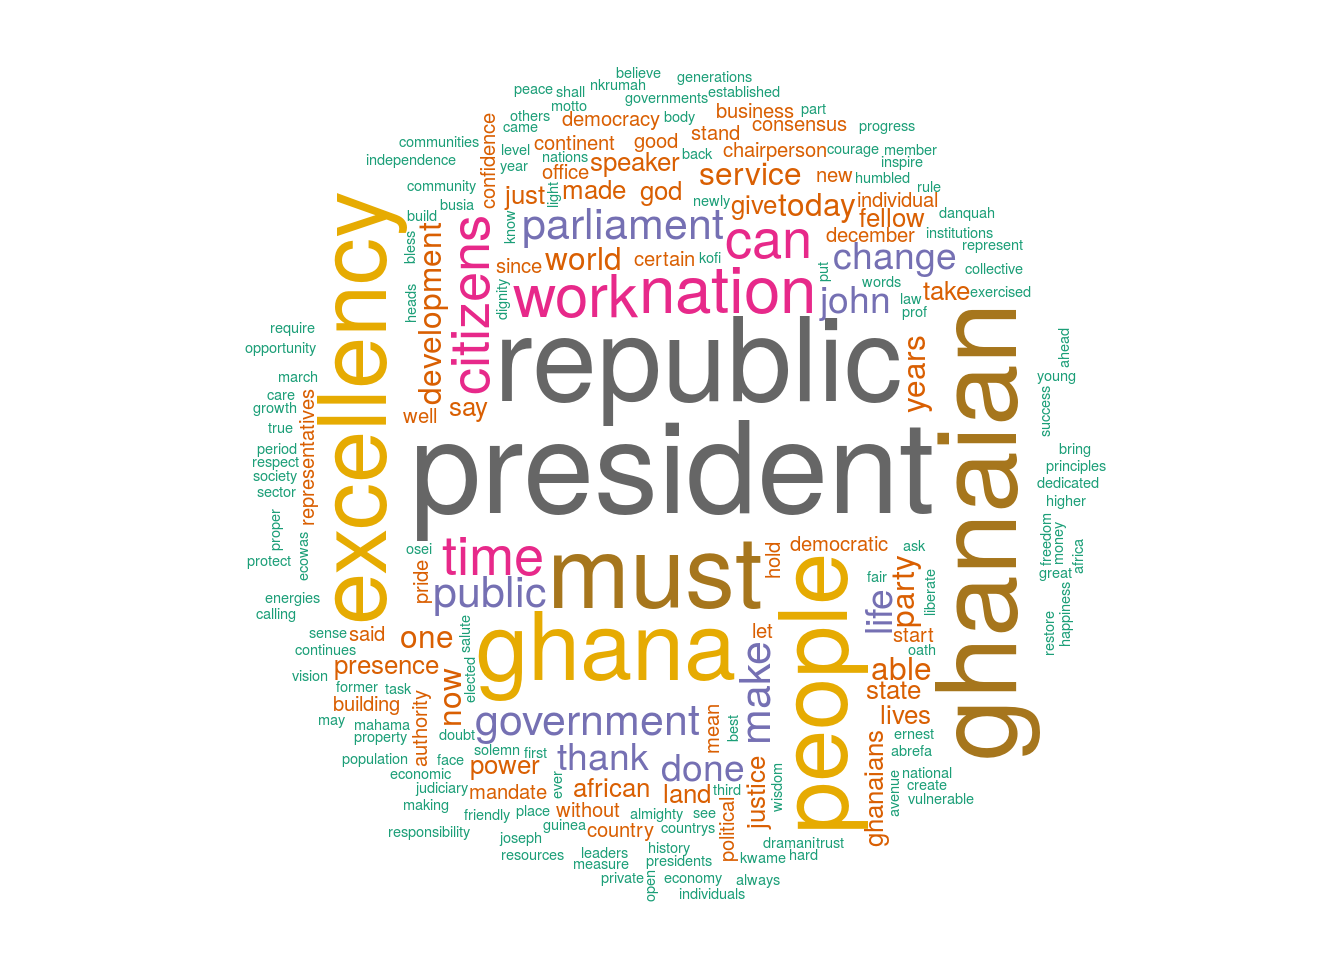 believe
generations
peace
shall
nkrumah
motto
governments
established
others
came
democracy
body
business
part
communities
independence
confidence
level
year
continent
nations
good
back
stand
consensus
chairperson
courage
member
progress
inspire
office
speaker
service
new
humbled
rule
community
busia
build
just
light
made
god
newly
give
today
individual
fellow
danquah
institutions
represent
bless
heads
development
citizens
know
parliament
can
december
change
collective
since
world
certain
kofi
put
words
exercised
dignity
work
nation
john
law
prof
take
excellency
require
opportunity
march
care
growth
true
representatives
well
say
republic
years
ghanaian
ahead
young
success
period
respect
society
sector
president
bring
principles
dedicated
higher
proper
ecowas
protect
osei
time
must
hold
democratic
ask
freedom
money
africa
great
pride
public
people
fair
party
liberate
life
happiness
restore
energies
calling
sense
said
continues
one
salute
ghana
let
start
oath
presence
vision
former
task
now
elected
make
able
state
building
may
mahama
property
authority
doubt
government
mean
best
lives
ernest
abrefa
solemn
first
population
face
economic
power
thank
done
justice
wisdom
ghanaians
national
create
vulnerable
avenue
judiciary
making
mandate
ever
african
land
third
friendly
place
without
almighty
see
responsibility
guinea
country
countrys
political
joseph
resources
leaders
measure
history
presidents
kwame
dramani
trust
hard
private
open
economy
always
individuals